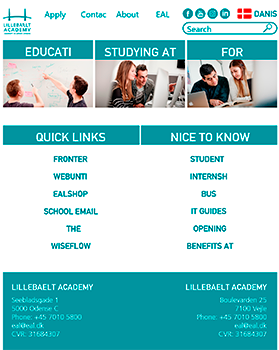 LILLEBAELT
ACADEMY
Apply
Contac
About
EAL
DANIS
Search
EDUCATI
STUDYING AT
FOR
QUICK LINKS
NICE TO KNOW
FRONTER
STUDENT
WEBUNTI
INTERNSH
EALSHOP
BUS
SCHOOL EMAIL
IT GUIDES
THE
OPENING
WISEFLOW
BENEFITS AT
LILLEBAELT ACADEMY
Seebladsgade 1
5000 Odense C
Phone: +45 7010 5800
eal@eal.dk
CVR: 31684307
LILLEBAELT ACADEMY
Boulevarden 25
7100 Vejle
Phone: +45 7010 5800
eal@eal.dk
CVR: 31684307